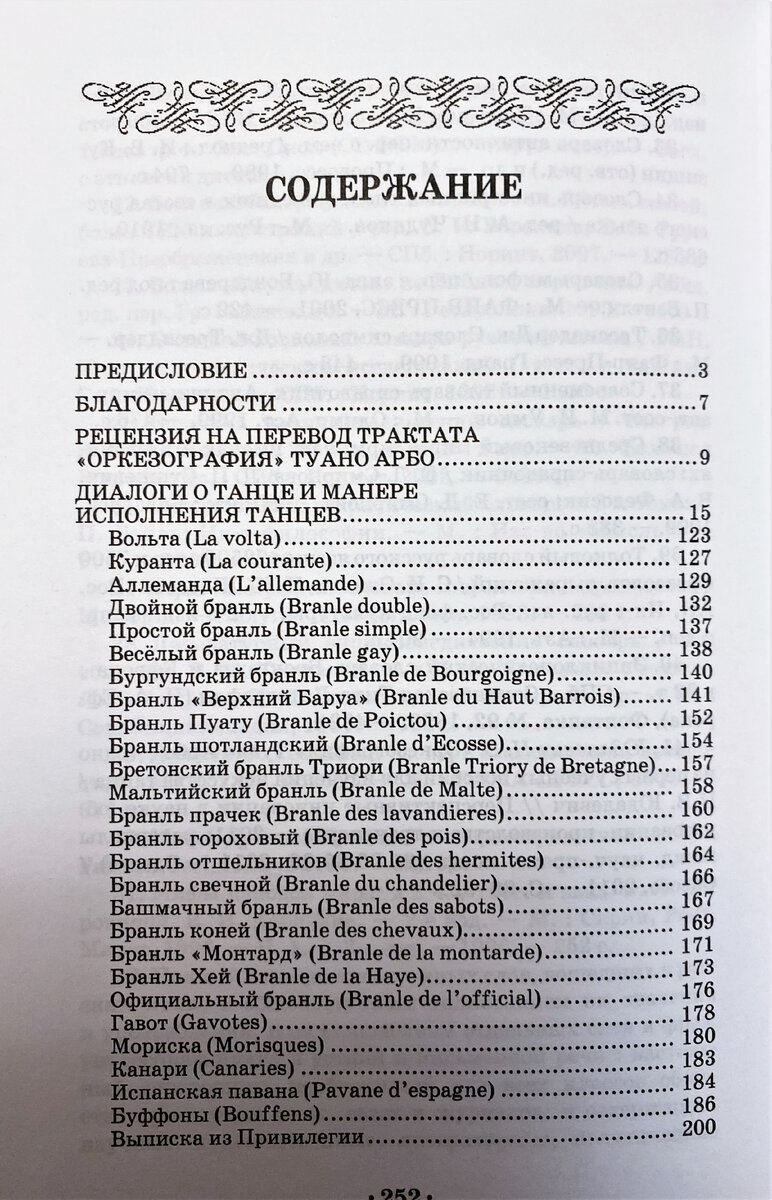 СОДЕРЖАНИЕ
ПРЕДИСЛОВИЕ ........ 3
БЛАГОДАРНОСТИ ........ 7
РЕЦЕНЗИЯ НА ПЕРЕВОД ТРАКТАТА
«ОРКЕЗОГРАФИЯ» ТУАНО АРБО ........ 9
ДИАЛОГИ О ТАНЦЕ И МАНЕРЕ
ИСПОЛНЕНИЯ ТАНЦЕВ ........ 15
Вольта (La volta) ........ 123
Куранта (La courante) ........ 127
Аллеманда (L’allemande) ........ 129
Двойной бранль (Branle double) ........ 132
Простой бранль (Branle simple) ........ 137
Весёлый бранль (Branle gay) ........ 138
Бургундский бранль (Branle de Bourgoigne) ........ 140
Бранль «Верхний Баруа» (Branle du Haut Barrois) ........ 141
Бранль Пуату (Branle de Poictou) ........ 152
Бранль шотландский (Branle d’Ecosse) ........ 154
Бретонский бранль Триори (Branle Triory de Bretagne) ... 157
Мальтийский бранль (Branle de Malte) ........ 158
Бранль прачек (Branle des lavandieres) ........ 160
Бранль гороховый (Branle des pois) ........ 162
Бранль отшельников (Branle des hermites) ........ 164
Бранль свечной (Branle du chandelier) ........ 166
Башмачный бранль (Branle des sabots) ........ 167
Бранль коней (Branle des chevaux) ........ 169
Бранль «Монтард» (Branle de la montarde) ........ 171
Бранль Хей (Branle de la Haye) ........ 173
Официальный бранль (Branle de l’official) ........ 176
Гавот (Gavotes) ........ 178
Мориска (Morisques) ........ 180
Канари (Canaries) ........ 183
Испанская павана (Pavane d’espagne) ........ 184
Буффоны (Bouffens) ........ 186
Выписка из Привилегии ........ 200
• 252 •